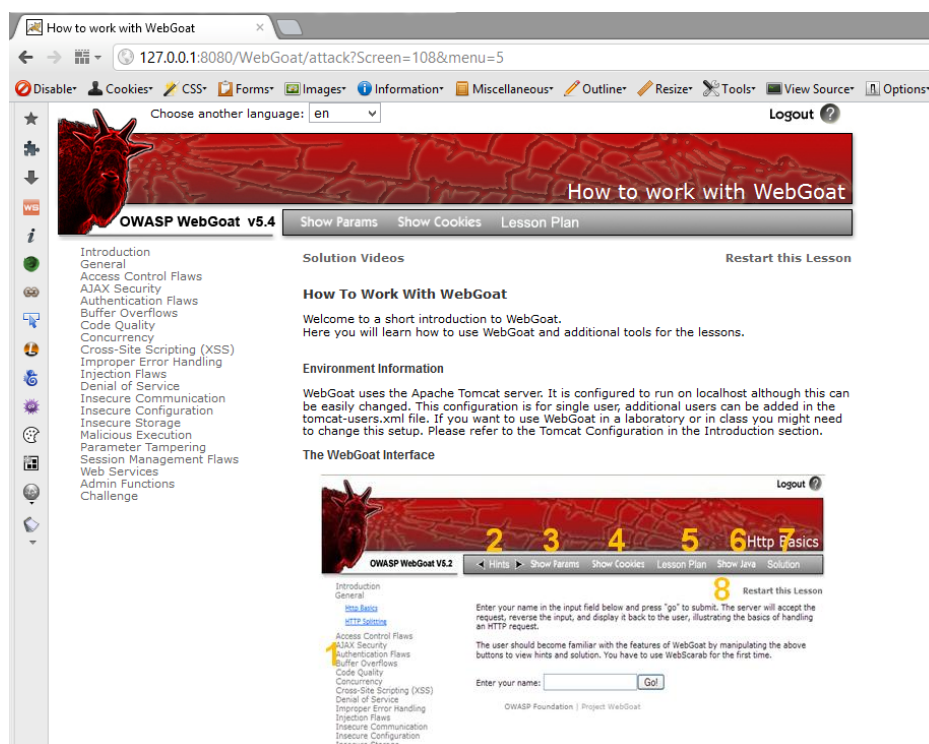 How to work with WebGoat
127.0.0.1:8080/WebGoat/attack?Screen=108&menu=5
Disable Cookies CSS Forms Images Information Miscellaneous Outline Resize Tools View Source Options
Choose another language: en
Logout ?
How to work with WebGoat
OWASP WebGoat v5.4
Show Params Show Cookies Lesson Plan
WS
Introduction
General
Access Control Flaws
AJAX Security
Authentication Flaws
Buffer Overflows
Code Quality
Concurrency
Cross-Site Scripting (XSS)
Improper Error Handling
Injection Flaws
Denial of Service
Insecure Communication
Insecure Configuration
Insecure Storage
Malicious Execution
Parameter Tampering
Session Management Flaws
Web Services
Admin Functions
Challenge
Solution Videos
Restart this Lesson
How To Work With WebGoat
Welcome to a short introduction to WebGoat.
Here you will learn how to use WebGoat and additional tools for the lessons.
Environment Information
WebGoat uses the Apache Tomcat server. It is configured to run on localhost although this can
be easily changed. This configuration is for single user, additional users can be added in the
tomcat-users.xml file. If you want to use WebGoat in a laboratory or in class you might need
to change this setup. Please refer to the Tomcat Configuration in the Introduction section.
The WebGoat Interface
Logout ?
2 3 4 5 6 7
Http Basics
OWASP WebGoat V5.2
Hints Show Params Show Cookies Lesson Plan Show Java Solution
8
Restart this Lesson
Introduction
General
Http Basics
HTTP Splitting
Access Control Flaws
1
AJAX Security
Authentication Flaws
Buffer Overflows
Code Quality
Concurrency
Cross-Site Scripting (XSS)
Denial of Service
Improper Error Handling
Injection Flaws
Insecure Communication
Insecure Configuration
Insecure Storage
Enter your name in the input field below and press "go" to submit. The server will accept the
request, reverse the input, and display it back to the user, illustrating the basics of handling
an HTTP request.
The user should become familiar with the features of WebGoat by manipulating the above
buttons to view hints and solution. You have to use WebScarab for the first time.
Enter your name: Go!
OWASP Foundation | Project WebGoat